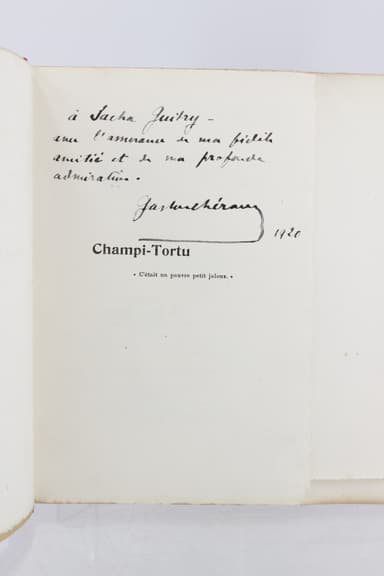 à Sacha Guitry -
avec l'assurance de ma fidèle
amitié et de ma profonde
admiration.
Gaston Chérau
1920
Champi-Tortu
• C'était un pauvre petit jaloux. •